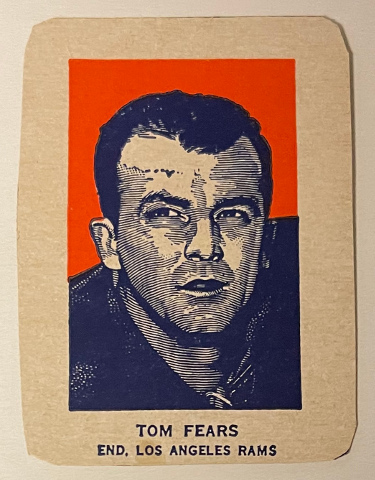 TOM FEARS
END, LOS ANGELES RAMS